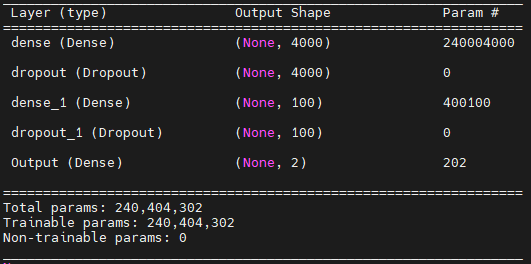 Layer (type) Output Shape Param #
dense (Dense) (None, 4000) 240004000
dropout (Dropout) (None, 4000) 0
dense_1 (Dense) (None, 100) 400100
dropout_1 (Dropout) (None, 100) 0
Output (Dense) (None, 2) 202
Total params: 240,404,302
Trainable params: 240,404,302
Non-trainable params: 0